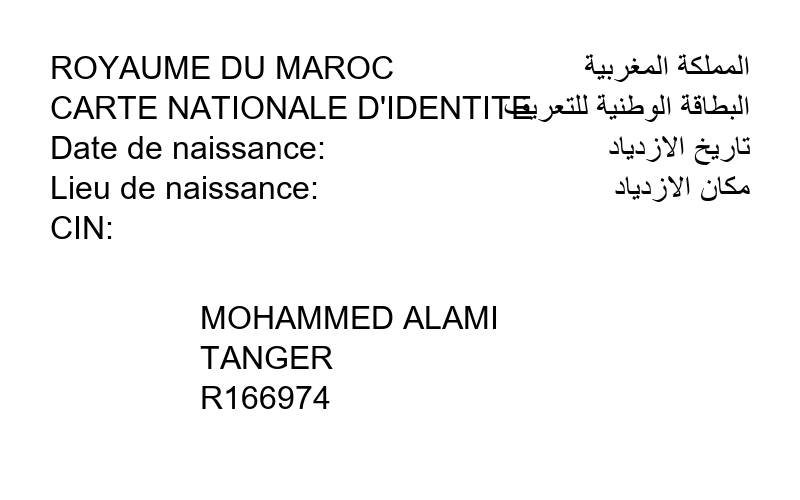 ROYAUME DU MAROC
المملكة المغربية
CARTE NATIONALE D'IDENTITE
البطاقة الوطنية للتعريف
Date de naissance:
تاريخ الازدياد
Lieu de naissance:
مكان الازدياد
CIN:
MOHAMMED ALAMI
TANGER
R166974